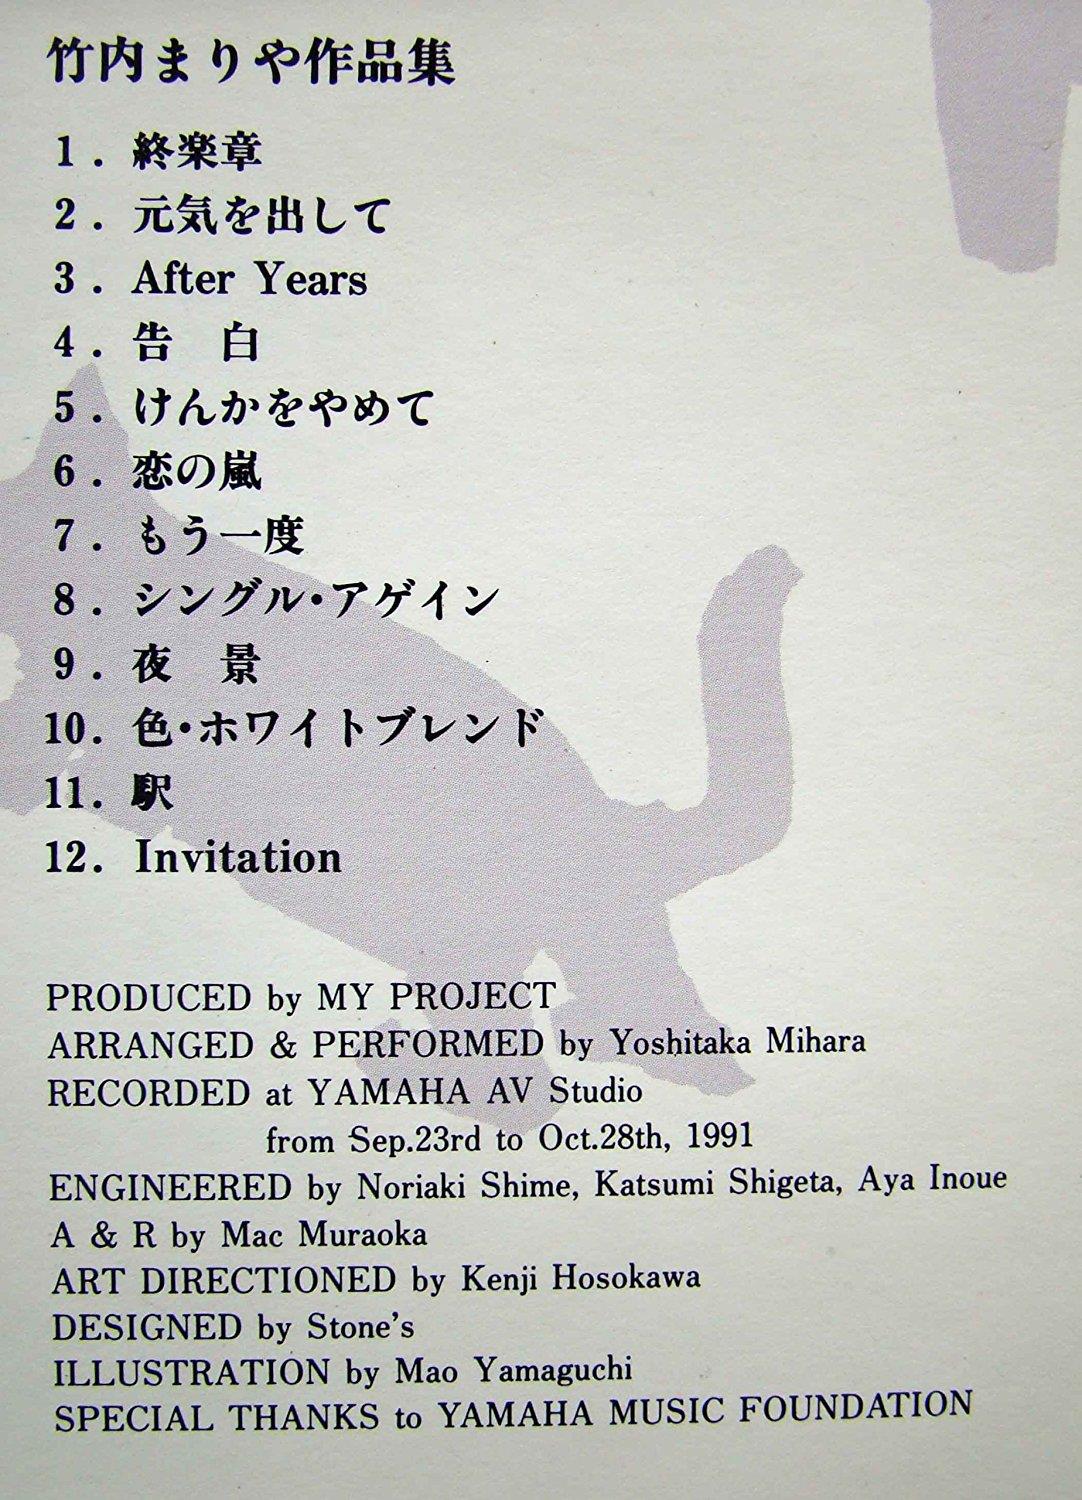 竹内まりや作品集
1. 終楽章
2. 元気を出して
3. After Years
4. 告　白
5. けんかをやめて
6. 恋の嵐
7. もう一度
8. シングル・アゲイン
9. 夜　景
10. 色・ホワイトブレンド
11. 駅
12. Invitation
PRODUCED by MY PROJECT
ARRANGED & PERFORMED by Yoshitaka Mihara
RECORDED at YAMAHA AV Studio
from Sep.23rd to Oct.28th, 1991
ENGINEERED by Noriaki Shime, Katsumi Shigeta, Aya Inoue
A & R by Mac Muraoka
ART DIRECTIONED by Kenji Hosokawa
DESIGNED by Stone's
ILLUSTRATION by Mao Yamaguchi
SPECIAL THANKS to YAMAHA MUSIC FOUNDATION